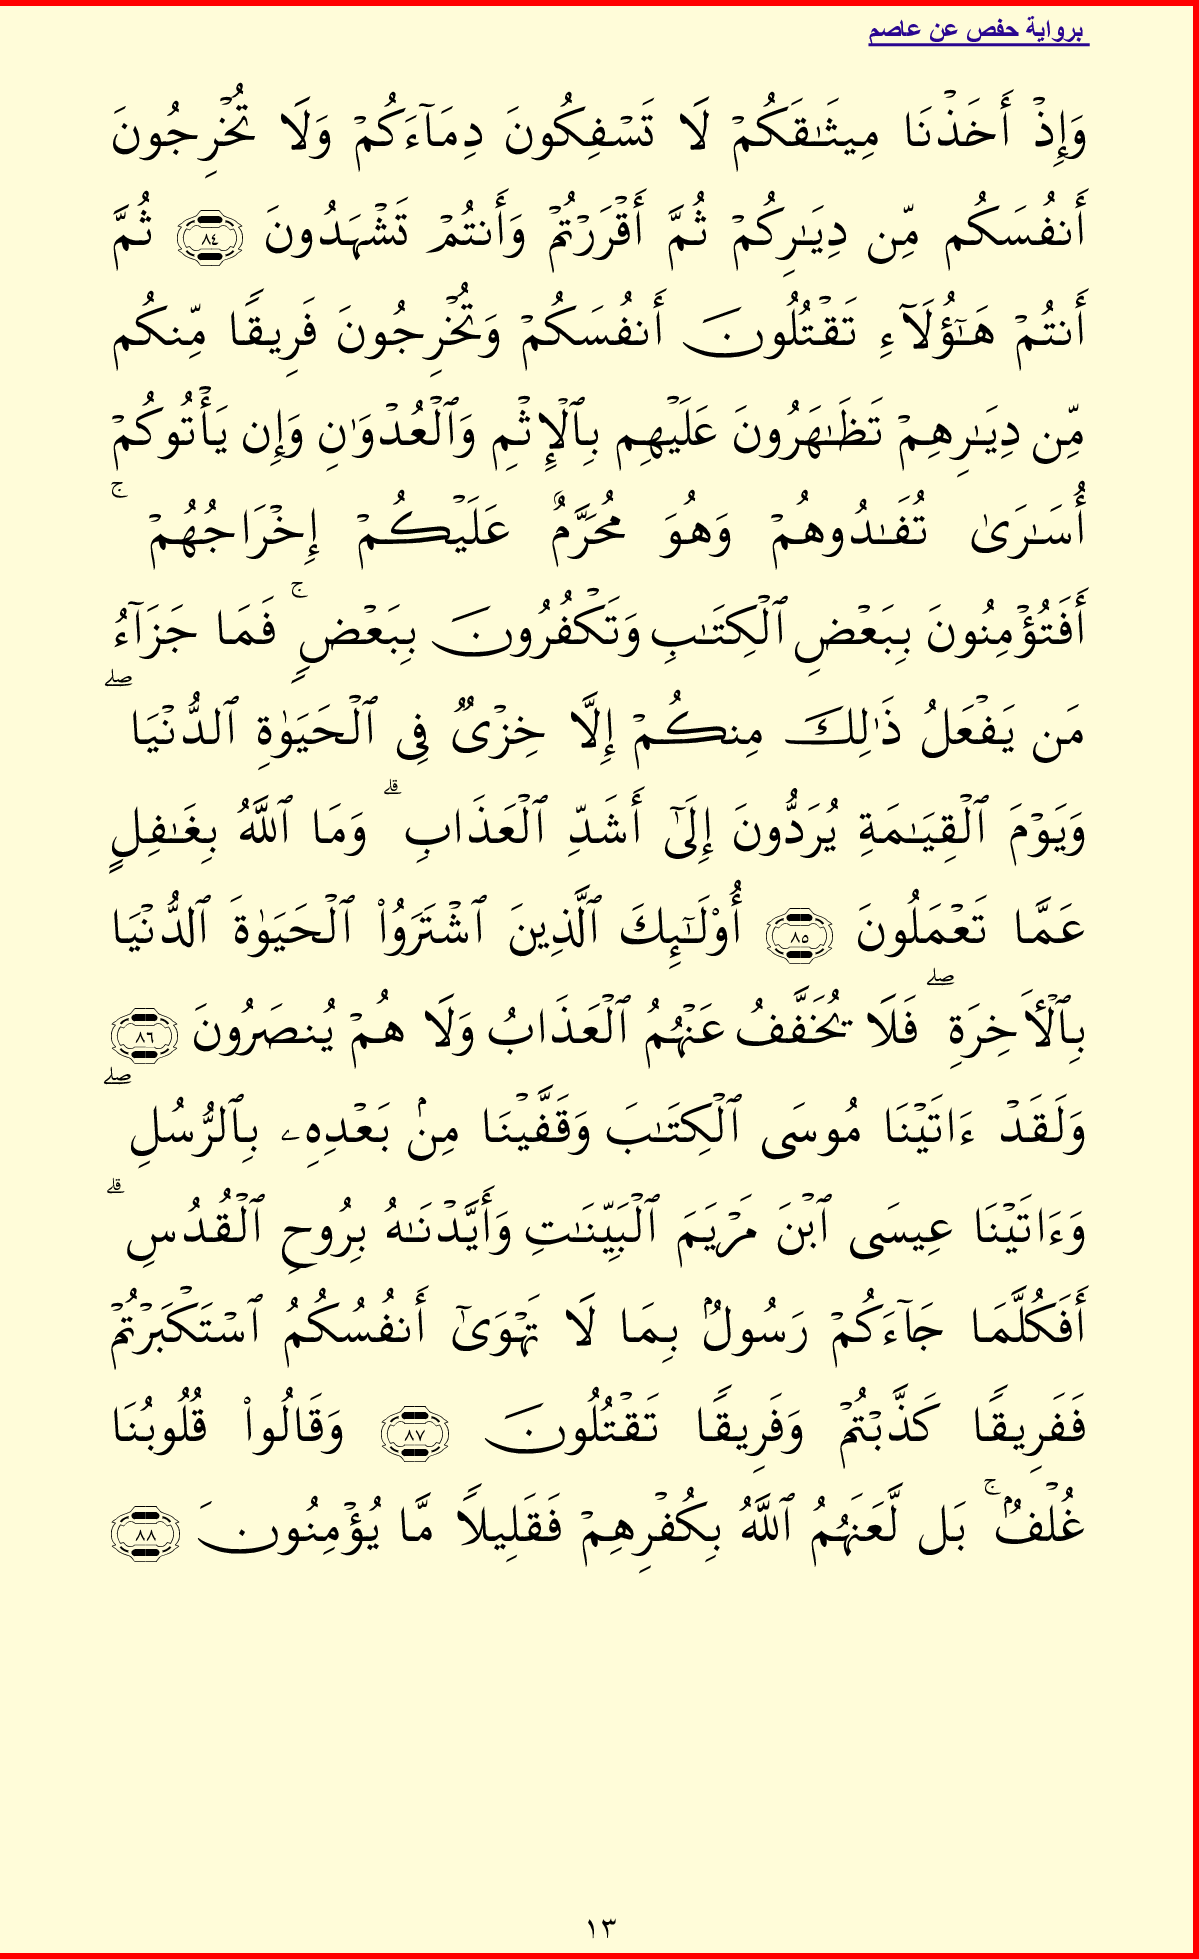 برواية حفص عن عاصم
وَإِذْ أَخَذْنَا مِيثَـٰقَكُمْ لَا تَسْفِكُونَ دِمَآءَكُمْ وَلَا تُخْرِجُونَ
أَنفُسَكُم مِّن دِيَـٰرِكُمْ ثُمَّ أَقْرَرْتُمْ وَأَنتُمْ تَشْهَدُونَ ٨٤ ثُمَّ
أَنتُمْ هَـٰٓؤُلَآءِ تَقْتُلُونَ أَنفُسَكُمْ وَتُخْرِجُونَ فَرِيقًا مِّنكُم
مِّن دِيَـٰرِهِمْ تَظَـٰهَرُونَ عَلَيْهِم بِٱلْإِثْمِ وَٱلْعُدْوَٰنِ وَإِن يَأْتُوكُمْ
أُسَـٰرَىٰ تُفَـٰدُوهُمْ وَهُوَ مُحَرَّمٌ عَلَيْكُمْ إِخْرَاجُهُمْ ۚ
أَفَتُؤْمِنُونَ بِبَعْضِ ٱلْكِتَـٰبِ وَتَكْفُرُونَ بِبَعْضٍ ۚ فَمَا جَزَآءُ
مَن يَفْعَلُ ذَٰلِكَ مِنكُمْ إِلَّا خِزْىٌ فِى ٱلْحَيَوٰةِ ٱلدُّنْيَا ۖ
وَيَوْمَ ٱلْقِيَـٰمَةِ يُرَدُّونَ إِلَىٰٓ أَشَدِّ ٱلْعَذَابِ ۗ وَمَا ٱللَّهُ بِغَـٰفِلٍ
عَمَّا تَعْمَلُونَ ٨٥ أُو۟لَـٰٓئِكَ ٱلَّذِينَ ٱشْتَرَوُا۟ ٱلْحَيَوٰةَ ٱلدُّنْيَا
بِٱلْأَخِرَةِ ۖ فَلَا يُخَفَّفُ عَنْهُمُ ٱلْعَذَابُ وَلَا هُمْ يُنصَرُونَ ٨٦
وَلَقَدْ ءَاتَيْنَا مُوسَى ٱلْكِتَـٰبَ وَقَفَّيْنَا مِنۢ بَعْدِهِۦ بِٱلرُّسُلِ ۖ
وَءَاتَيْنَا عِيسَى ٱبْنَ مَرْيَمَ ٱلْبَيِّنَـٰتِ وَأَيَّدْنَـٰهُ بِرُوحِ ٱلْقُدُسِ ۗ
أَفَكُلَّمَا جَآءَكُمْ رَسُولٌۢ بِمَا لَا تَهْوَىٰٓ أَنفُسُكُمُ ٱسْتَكْبَرْتُمْ
فَفَرِيقًا كَذَّبْتُمْ وَفَرِيقًا تَقْتُلُونَ ٨٧ وَقَالُوا۟ قُلُوبُنَا
غُلْفٌۢ ۚ بَل لَّعَنَهُمُ ٱللَّهُ بِكُفْرِهِمْ فَقَلِيلًا مَّا يُؤْمِنُونَ ٨٨
١٣